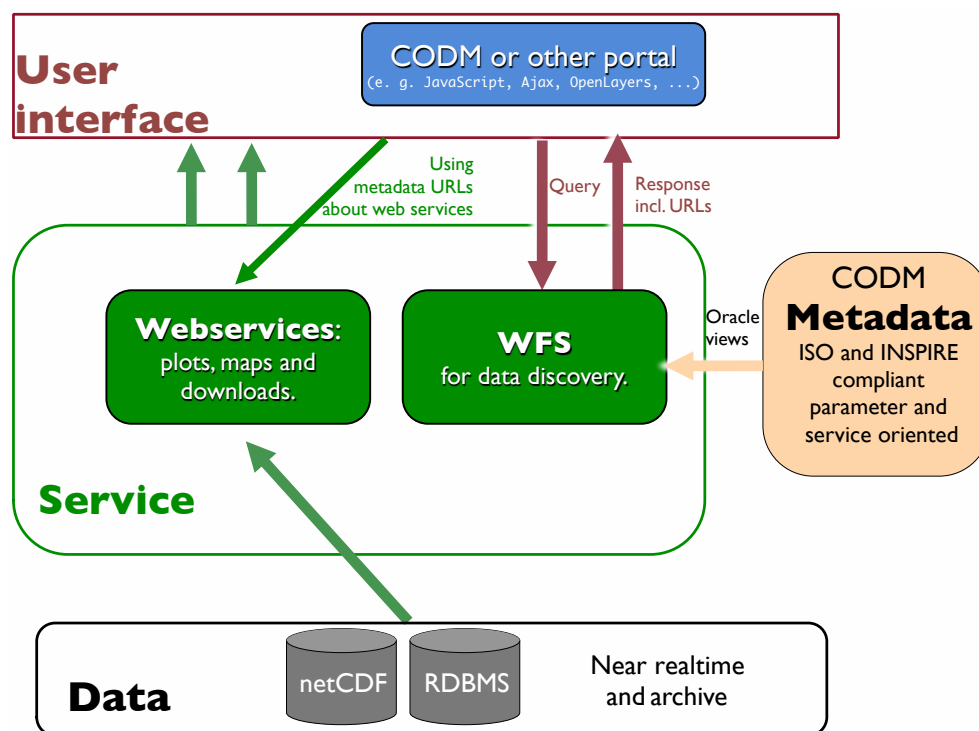 User
interface
CODM or other portal
(e. g. JavaScript, Ajax, OpenLayers, ...)
Using
metadata URLs
about web services
Query
Response
incl. URLs
Webservices:
plots, maps and
downloads.
WFS
for data discovery.
Oracle
views
CODM
Metadata
ISO and INSPIRE
compliant
parameter and
service oriented
Service
Data
netCDF
RDBMS
Near realtime
and archive